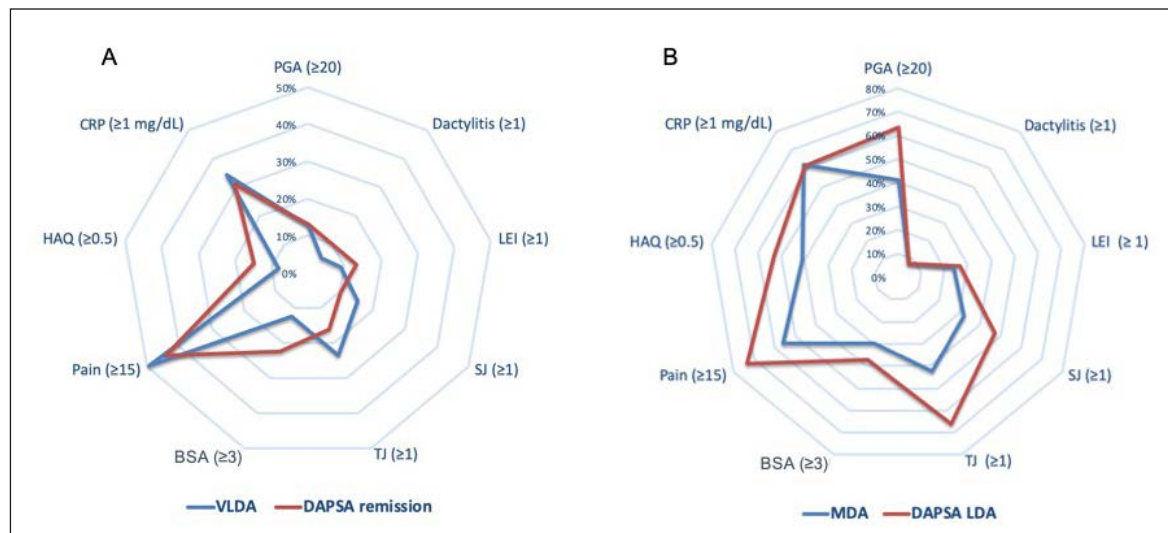 A
PGA (≥20)
50%
40%
30%
20%
10%
0%
CRP (≥1 mg/dL)
Dactylitis (≥1)
HAQ (≥0.5)
LEI (≥1)
Pain (≥15)
SJ (≥1)
BSA (≥3)
TJ (≥1)
VLDA DAPSA remission
B
PGA (≥20)
80%
70%
60%
50%
40%
30%
20%
10%
0%
CRP (≥1 mg/dL)
Dactylitis (≥1)
HAQ (≥0.5)
LEI (≥ 1)
Pain (≥15)
SJ (≥1)
BSA (≥3)
TJ (≥1)
MDA DAPSA LDA